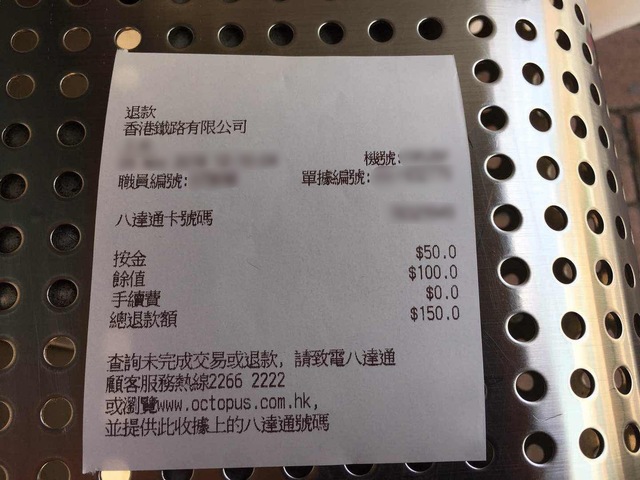 退款
香港鐵路有限公司
機號:
職員編號: 單據編號:
八達通卡號碼
按金 $50.0
餘值 $100.0
手續費 $0.0
總退款額 $150.0
查詢未完成交易或退款, 請致電八達通
顧客服務熱線2266 2222
或瀏覽www.octopus.com.hk,
並提供此收據上的八達通號碼